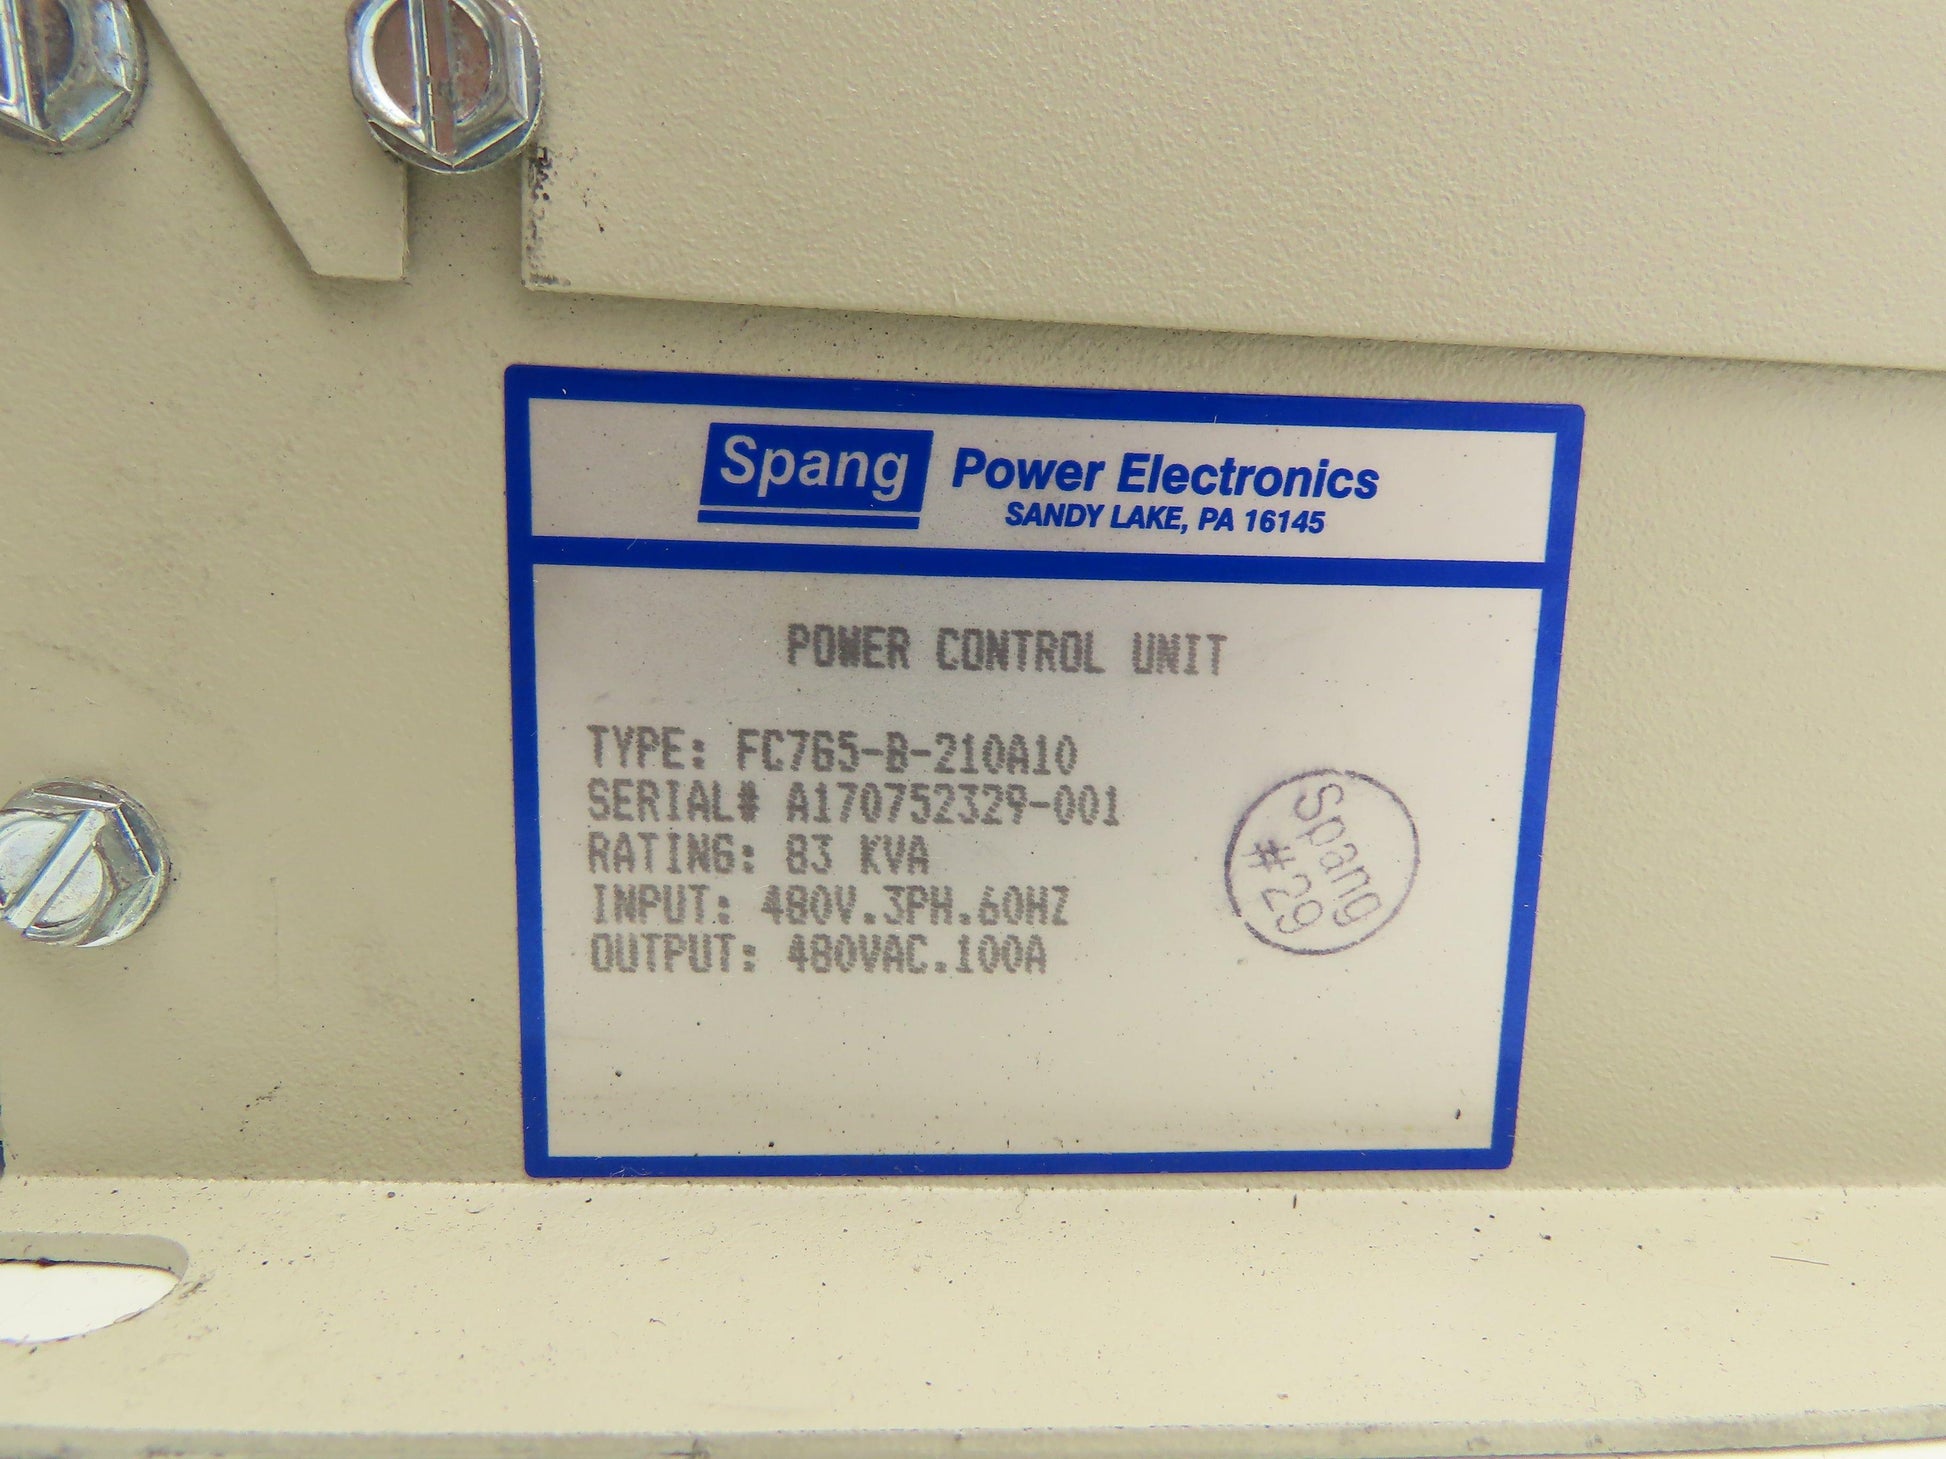 Spang Power Electronics
SANDY LAKE, PA 16145
POWER CONTROL UNIT
TYPE: FC765-B-210A10
SERIAL# A170752329-001
RATING: 83 KVA
INPUT: 480V.3PH.60HZ
OUTPUT: 480VAC.100A
Spang
#29